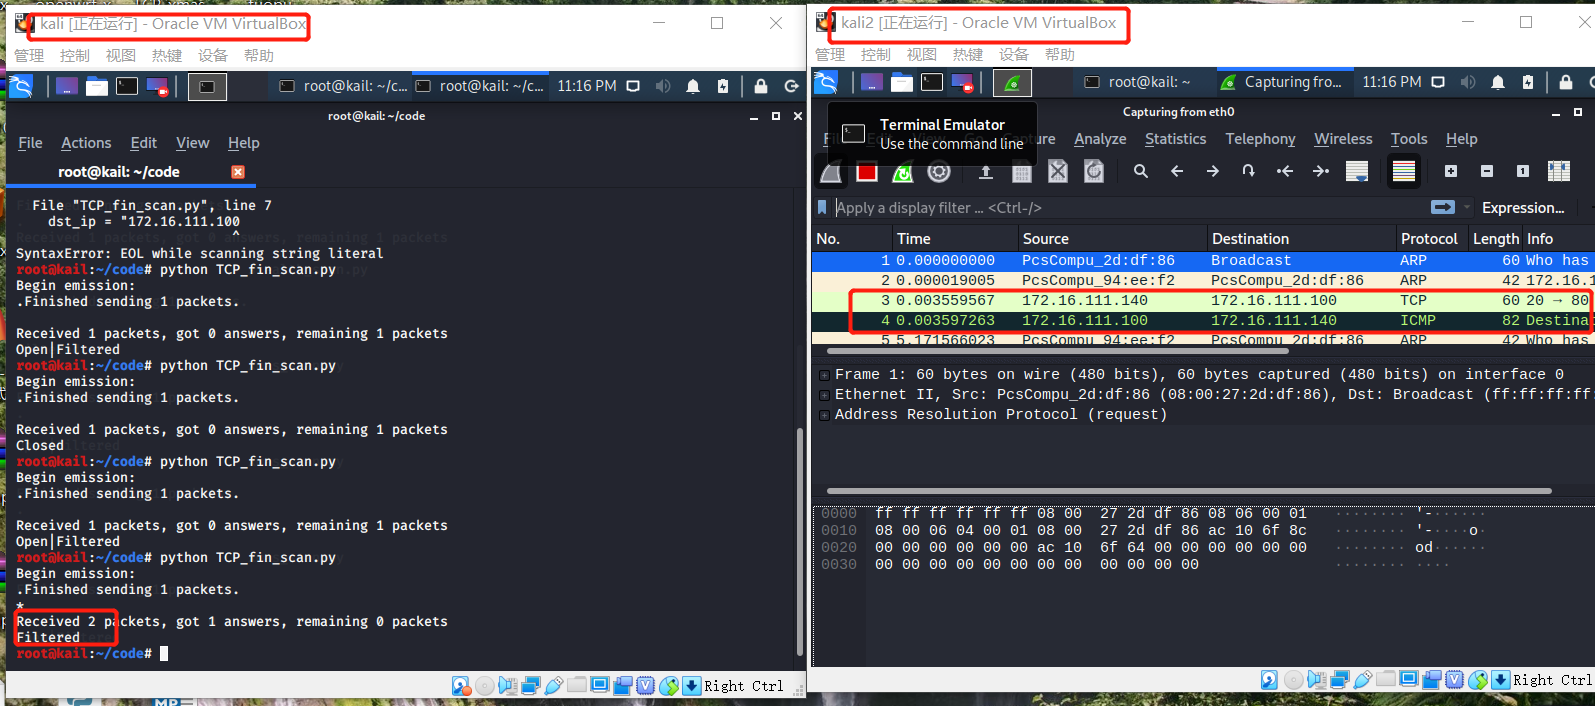 kali [正在运行] - Oracle VM VirtualBox
管理 控制 视图 热键 设备 帮助
root@kail: ~/c... root@kail: ~/c... 11:16 PM
root@kail: ~/code
File Actions Edit View Help
root@kail: ~/code
File "TCP_fin_scan.py", line 7
dst_ip = "172.16.111.100
^
SyntaxError: EOL while scanning string literal
root@kail:~/code# python TCP_fin_scan.py
Begin emission:
.Finished sending 1 packets.
Received 1 packets, got 0 answers, remaining 1 packets
Open|Filtered
root@kail:~/code# python TCP_fin_scan.py
Begin emission:
.Finished sending 1 packets.
Received 1 packets, got 0 answers, remaining 1 packets
Closed
root@kail:~/code# python TCP_fin_scan.py
Begin emission:
.Finished sending 1 packets.
Received 1 packets, got 0 answers, remaining 1 packets
Open|Filtered
root@kail:~/code# python TCP_fin_scan.py
Begin emission:
.Finished sending 1 packets.
*
Received 2 packets, got 1 answers, remaining 0 packets
Filtered
root@kail:~/code#
Right Ctrl
kali2 [正在运行] - Oracle VM VirtualBox
管理 控制 视图 热键 设备 帮助
root@kail: ~ Capturing fro... 11:16 PM
Capturing from eth0
Terminal Emulator
Use the command line
Analyze Statistics Telephony Wireless Tools Help
Apply a display filter ... <Ctrl-/> Expression...
No. Time Source Destination Protocol Length Info
1 0.000000000 PcsCompu_2d:df:86 Broadcast ARP 60 Who has
2 0.000019005 PcsCompu_94:ee:f2 PcsCompu_2d:df:86 ARP 42 172.16.1
3 0.003559567 172.16.111.140 172.16.111.100 TCP 60 20 → 80
4 0.003597263 172.16.111.100 172.16.111.140 ICMP 82 Destina
5 5.171566023 PcsCompu_94:ee:f2 PcsCompu_2d:df:86 ARP 42 Who has
Frame 1: 60 bytes on wire (480 bits), 60 bytes captured (480 bits) on interface 0
Ethernet II, Src: PcsCompu_2d:df:86 (08:00:27:2d:df:86), Dst: Broadcast (ff:ff:ff:ff:
Address Resolution Protocol (request)
0000 ff ff ff ff ff ff 08 00 27 2d df 86 08 06 00 01 ········ '-······
0010 08 00 06 04 00 01 08 00 27 2d df 86 ac 10 6f 8c ········ '-····o·
0020 00 00 00 00 00 00 ac 10 6f 64 00 00 00 00 00 00 ········ od······
0030 00 00 00 00 00 00 00 00 00 00 00 00 ········ ····
Right Ctrl